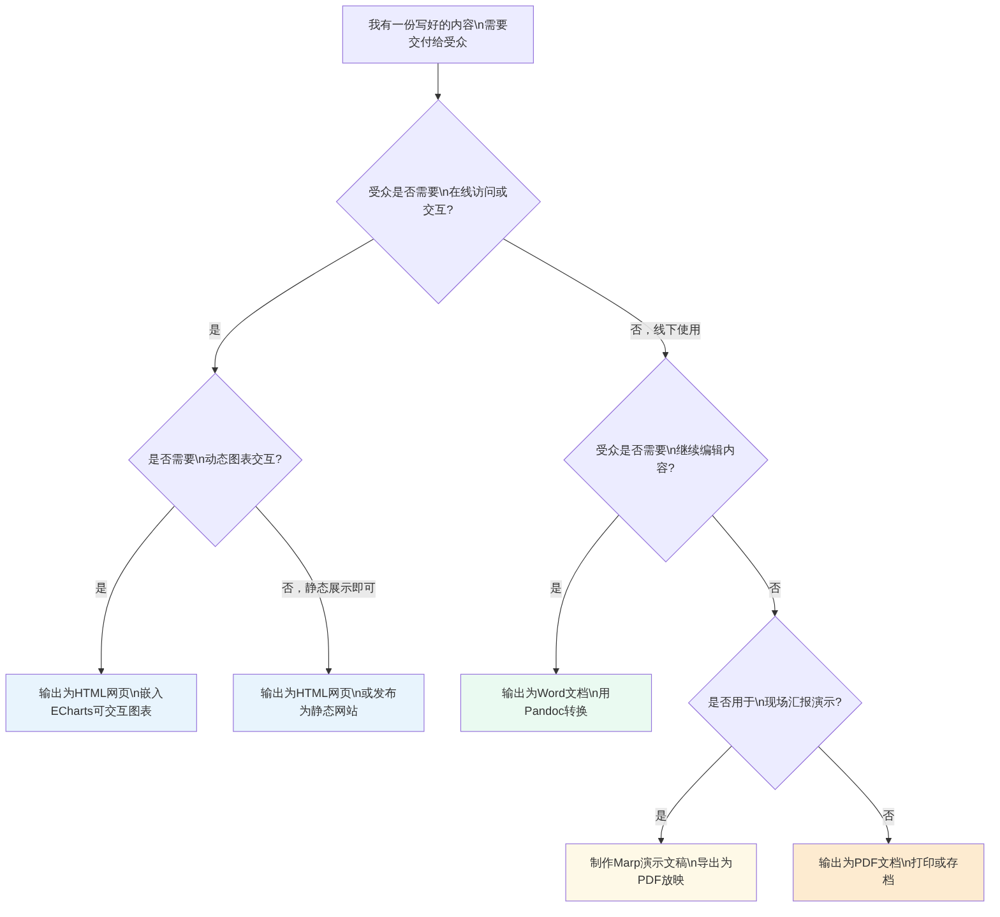 我有一份写好的内容\n需要
交付给受众
受众是否需要\n在线访问或
交互?
是
否，线下使用
是否需要\n动态图表交互?
受众是否需要\n继续编辑内
容?
是
否，静态展示即可
是
否
输出为HTML网页\n嵌入
ECharts可交互图表
输出为HTML网页\n或发布
为静态网站
输出为Word文档\n用
Pandoc转换
是否用于\n现场汇报演示?
是
否
制作Marp演示文稿\n导出为
PDF放映
输出为PDF文档\n打印或存
档